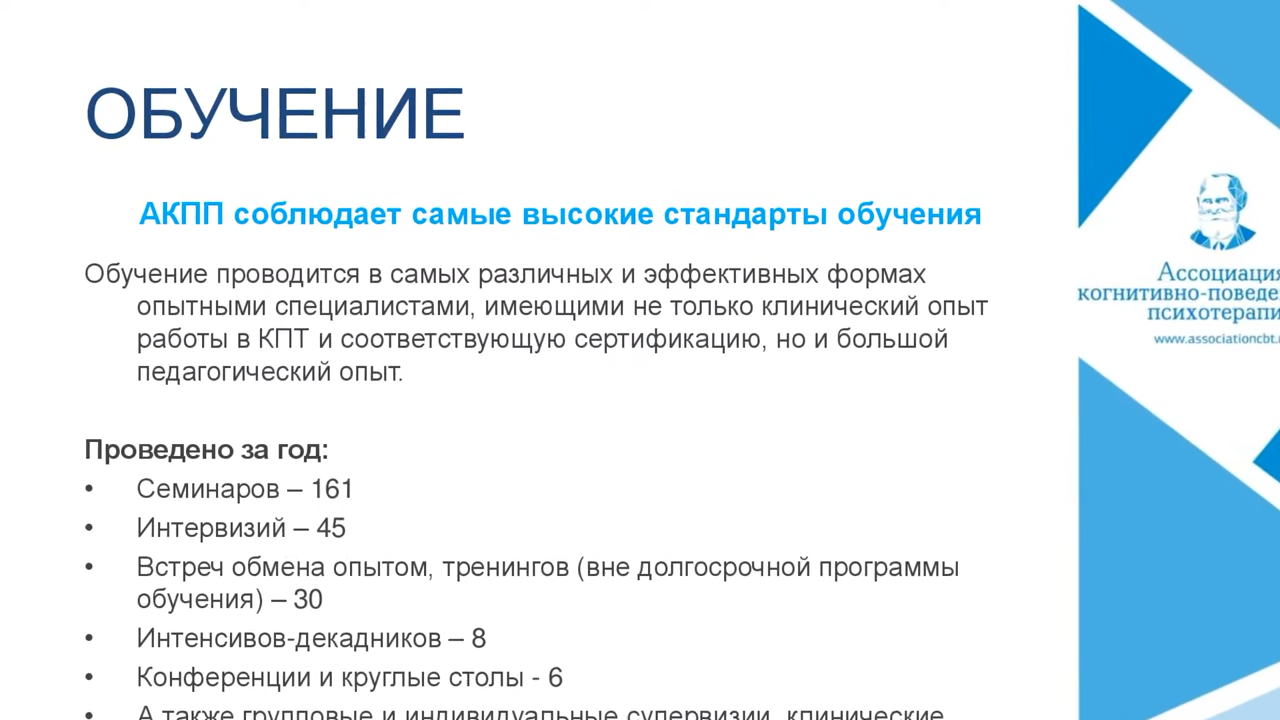 ОБУЧЕНИЕ
АКПП соблюдает самые высокие стандарты обучения
Обучение проводится в самых различных и эффективных формах
опытными специалистами, имеющими не только клинический опыт
работы в КПТ и соответствующую сертификацию, но и большой
педагогический опыт.
Проведено за год:
• Семинаров – 161
• Интервизий – 45
• Встреч обмена опытом, тренингов (вне долгосрочной программы
обучения) – 30
• Интенсивов-декадников – 8
• Конференции и круглые столы - 6
• А также групповые и индивидуальные супервизии, клинические
Ассоциация
когнитивно-поведе
психотерапи
www.associationcbt.